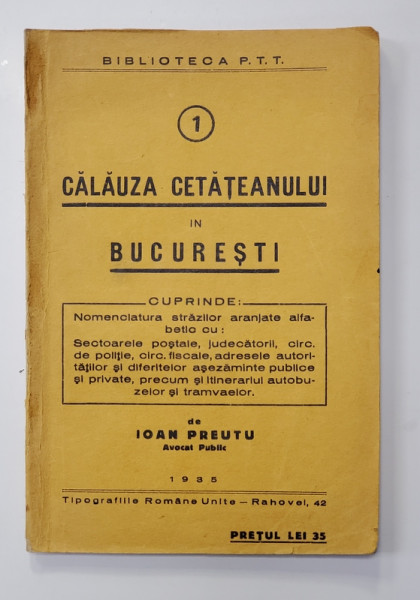 BIBLIOTECA P. T. T.
1
CĂLĂUZA CETĂȚEANULUI
IN
BUCUREȘTI
CUPRINDE:
Nomenclatura străzilor aranjate alfa-
betic cu:
Sectoarele poștale, judecătorii, circ.
de poliție, circ. fiscale, adresele autori-
tăților și diferitelor așezăminte publice
și private, precum și itinerariul autobu-
zelor și tramvaelor.
de
IOAN PREUTU
Avocat Public
1935
Tipografiile Române Unite — Rahovei, 42
PREȚUL LEI 35